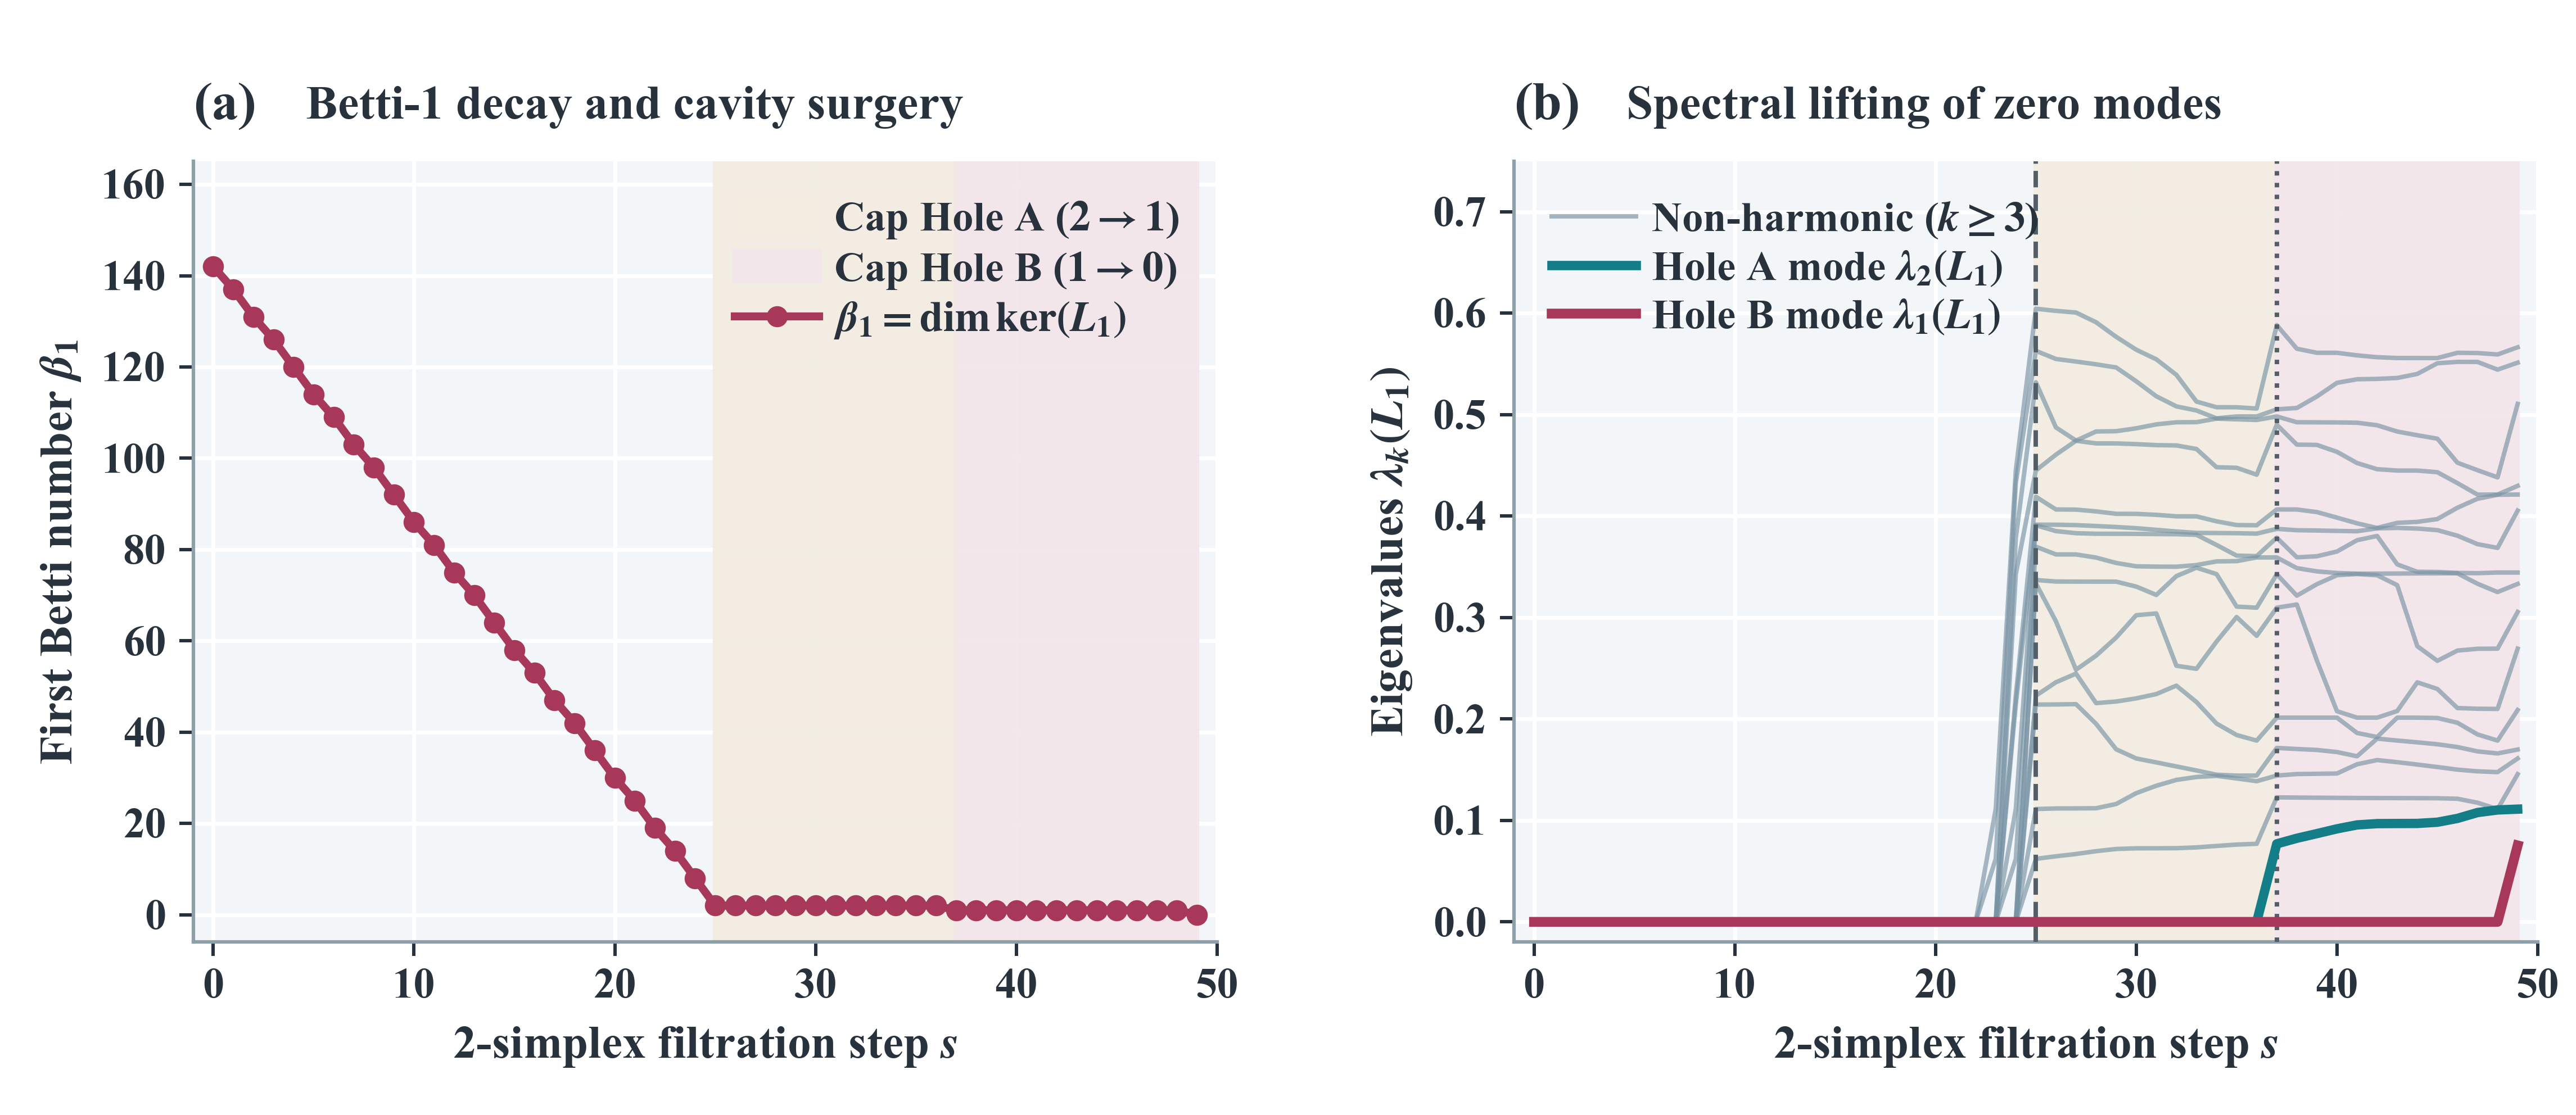 (a) Betti-1 decay and cavity surgery
160
140
120
100
80
60
40
20
0
First Betti number β₁
Cap Hole A (2 → 1)
Cap Hole B (1 → 0)
β₁ = dim ker(L₁)
0 10 20 30 40 50
2-simplex filtration step s
(b) Spectral lifting of zero modes
0.7
0.6
0.5
0.4
0.3
0.2
0.1
0.0
Eigenvalues λₖ(L₁)
Non-harmonic (k ≥ 3)
Hole A mode λ₂(L₁)
Hole B mode λ₁(L₁)
0 10 20 30 40 50
2-simplex filtration step s